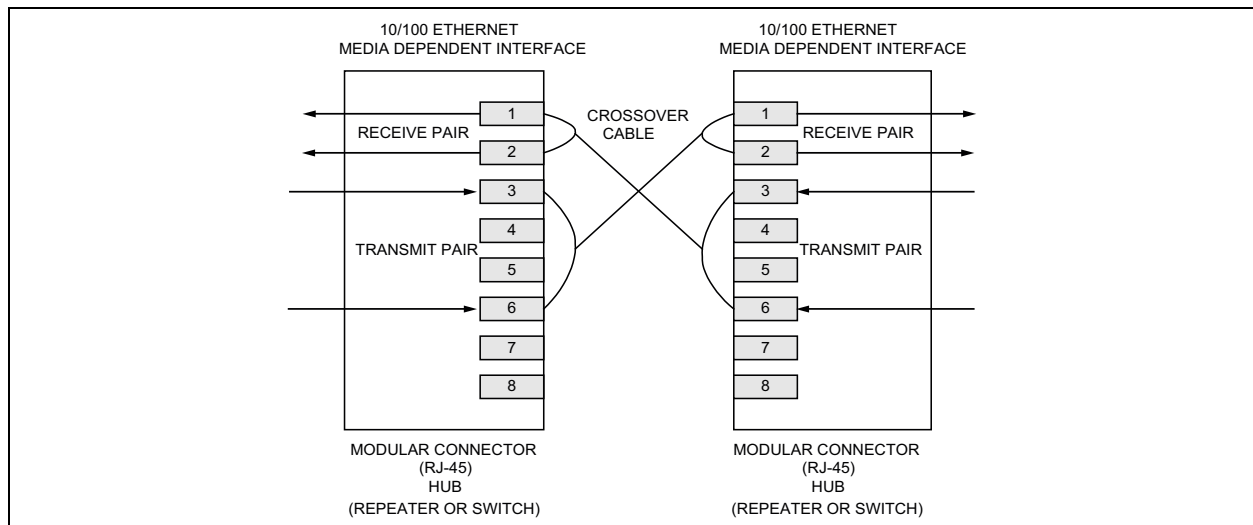 10/100 ETHERNET
MEDIA DEPENDENT INTERFACE
10/100 ETHERNET
MEDIA DEPENDENT INTERFACE
1
RECEIVE PAIR
2
3
4
TRANSMIT PAIR
5
6
7
8
CROSSOVER
CABLE
1
RECEIVE PAIR
2
3
4
TRANSMIT PAIR
5
6
7
8
MODULAR CONNECTOR
(RJ-45)
HUB
(REPEATER OR SWITCH)
MODULAR CONNECTOR
(RJ-45)
HUB
(REPEATER OR SWITCH)